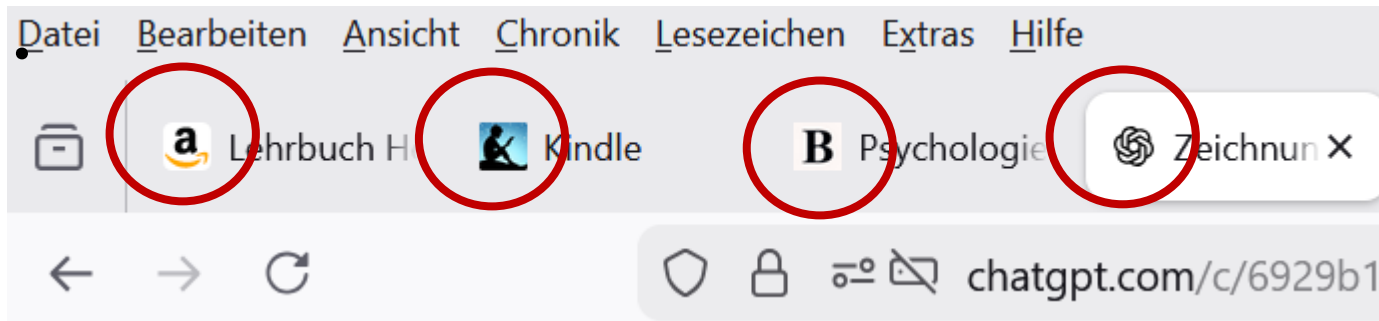 Datei Bearbeiten Ansicht Chronik Lesezeichen Extras Hilfe
a Lehrbuch H Kindle B Psychologie Zeichnun
chatgpt.com/c/6929b1